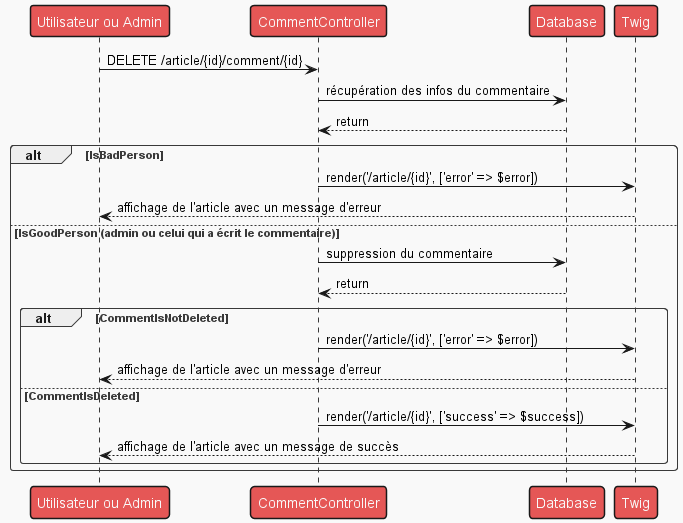 Utilisateur ou Admin CommentController Database Twig
DELETE /article/{id}/comment/{id}
récupération des infos du commentaire
return
alt [IsBadPerson]
render('/article/{id}', ['error' => $error])
affichage de l'article avec un message d'erreur
[IsGoodPerson (admin ou celui qui a écrit le commentaire)]
suppression du commentaire
return
alt [CommentIsNotDeleted]
render('/article/{id}', ['error' => $error])
affichage de l'article avec un message d'erreur
[CommentIsDeleted]
render('/article/{id}', ['success' => $success])
affichage de l'article avec un message de succès
Utilisateur ou Admin CommentController Database Twig